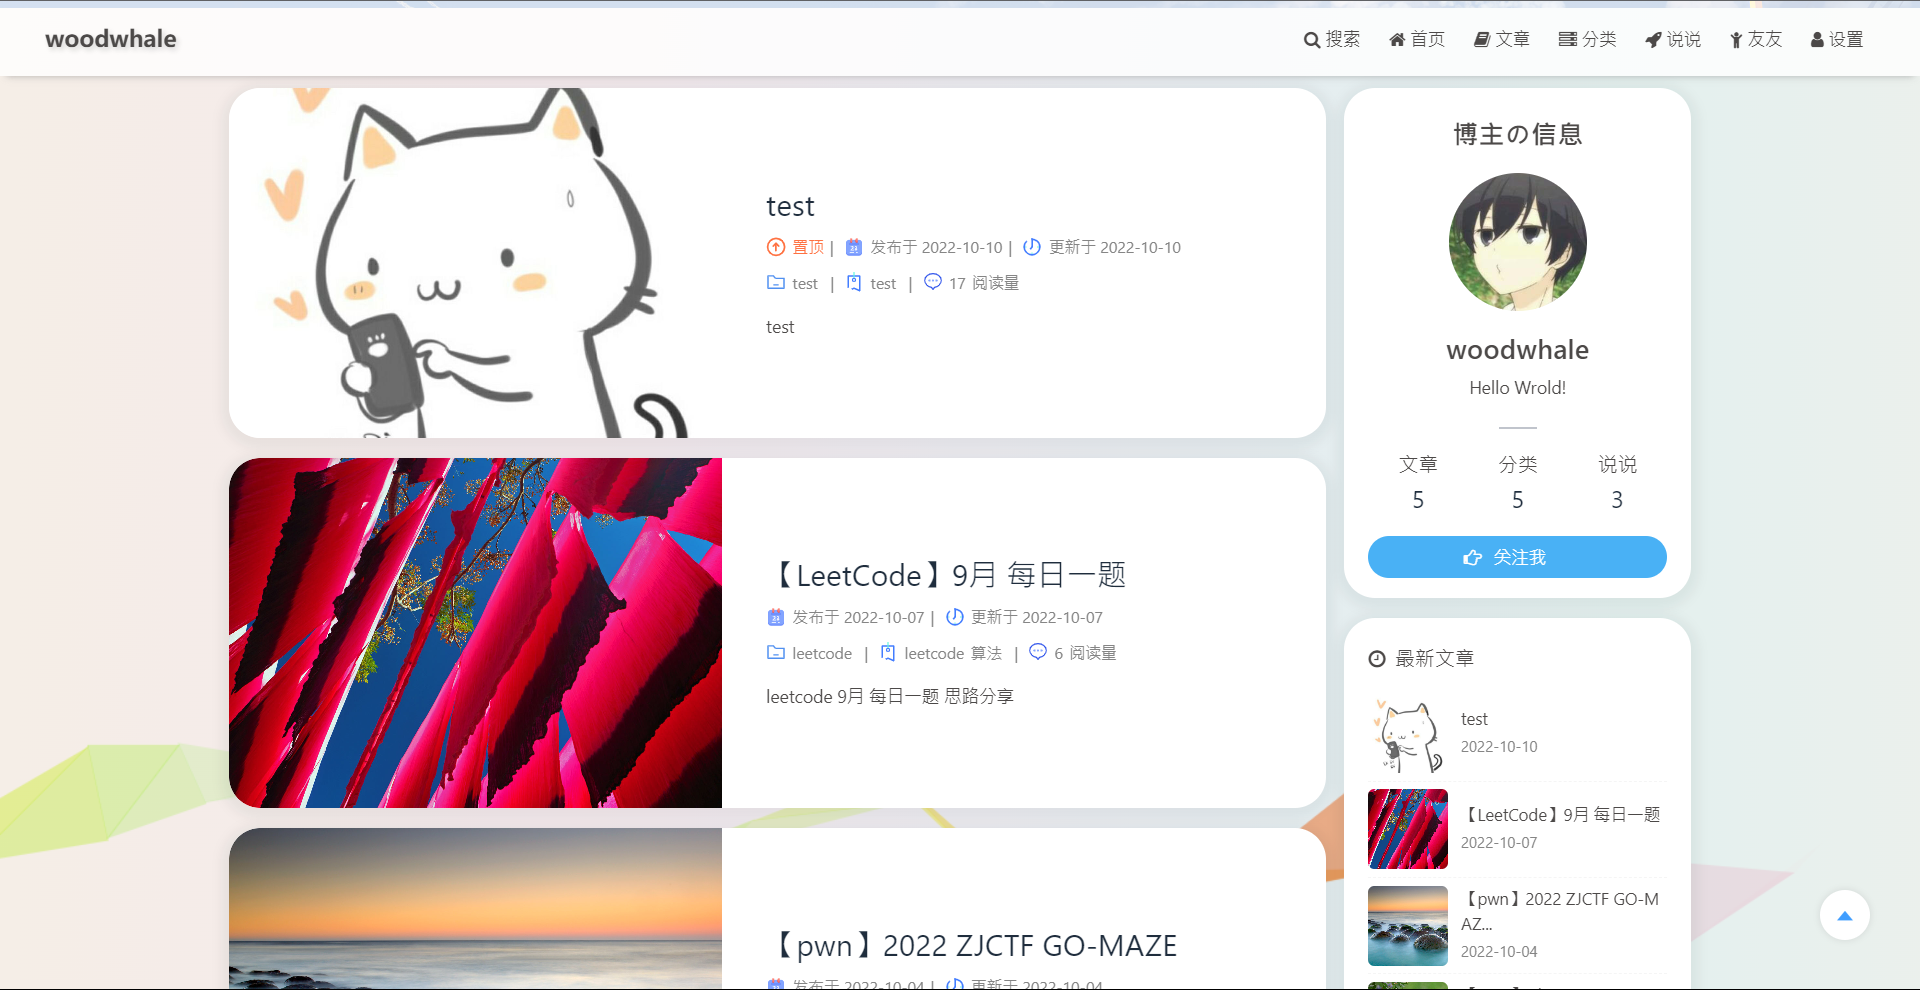 woodwhale
搜索 首页 文章 分类 说说 友友 设置
test
置顶 | 发布于 2022-10-10 | 更新于 2022-10-10
test | test | 17 阅读量
test
【LeetCode】9月 每日一题
发布于 2022-10-07 | 更新于 2022-10-07
leetcode | leetcode 算法 | 6 阅读量
leetcode 9月 每日一题 思路分享
【pwn】2022 ZJCTF GO-MAZE
发布于 2022-10-04 | 更新于 2022-10-04
博主の信息
woodwhale
Hello Wrold!
文章 分类 说说
5 5 3
关注我
最新文章
test
2022-10-10
【LeetCode】9月 每日一题
2022-10-07
【pwn】2022 ZJCTF GO-M
AZ...
2022-10-04